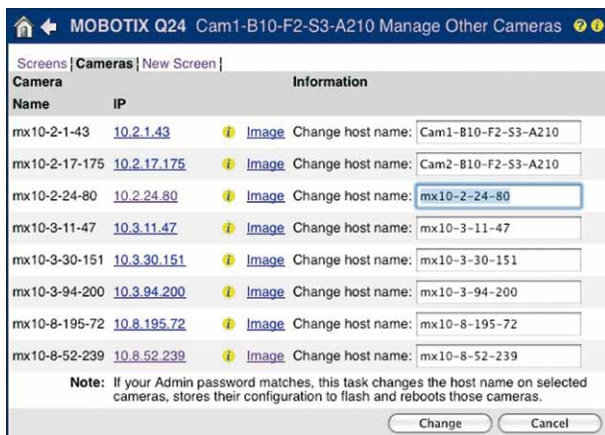 MOBOTIX Q24 Cam1-B10-F2-S3-A210 Manage Other Cameras ? i
Screens | Cameras | New Screen |
Camera Information
Name IP
mx10-2-1-43 10.2.1.43 i Image Change host name: Cam1-B10-F2-S3-A210
mx10-2-17-175 10.2.17.175 i Image Change host name: Cam2-B10-F2-S3-A210
mx10-2-24-80 10.2.24.80 i Image Change host name: mx10-2-24-80
mx10-3-11-47 10.3.11.47 i Image Change host name: mx10-3-11-47
mx10-3-30-151 10.3.30.151 i Image Change host name: mx10-3-30-151
mx10-3-94-200 10.3.94.200 i Image Change host name: mx10-3-94-200
mx10-8-195-72 10.8.195.72 i Image Change host name: mx10-8-195-72
mx10-8-52-239 10.8.52.239 i Image Change host name: mx10-8-52-239
Note: If your Admin password matches, this task changes the host name on selected
cameras, stores their configuration to flash and reboots those cameras.
Change Cancel